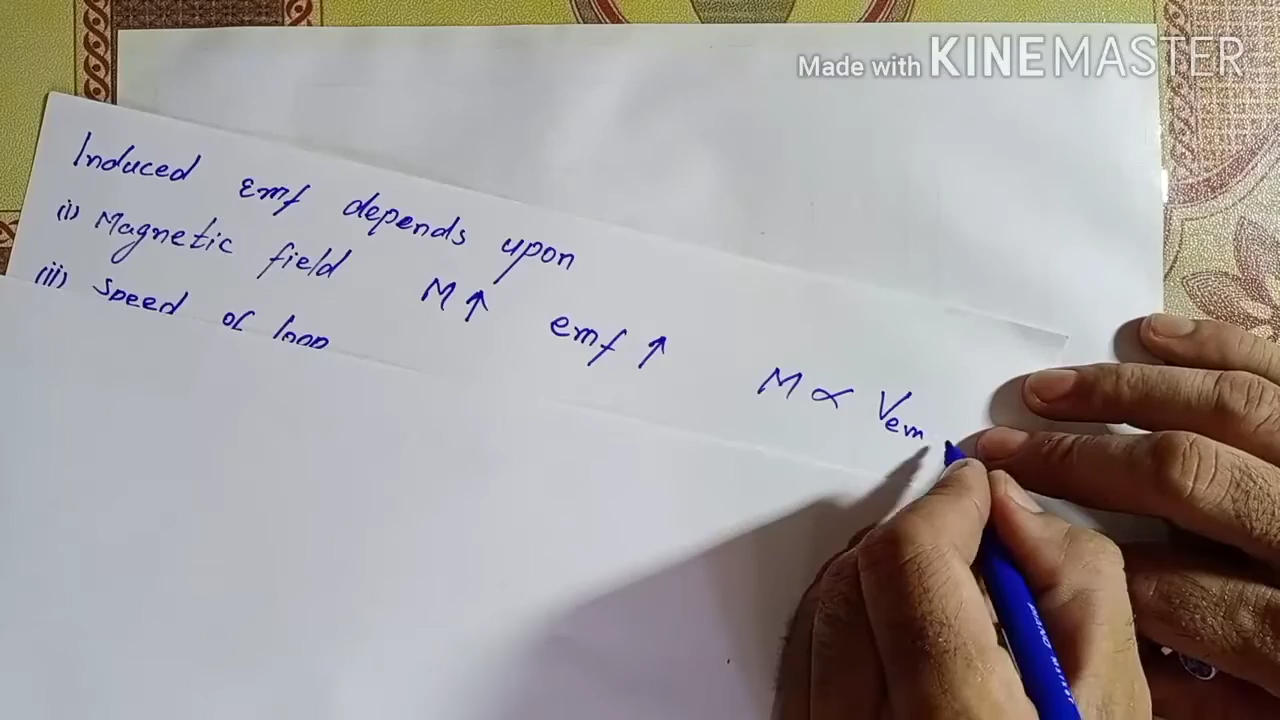 Made with KINEMASTER
Induced emf depends upon
(i) Magnetic field M↑ emf↑ M ∝ Vem
(ii) Speed of loop